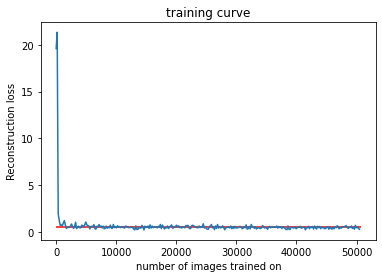 training curve
20
15
10
5
0
Reconstruction loss
0 10000 20000 30000 40000 50000
number of images trained on